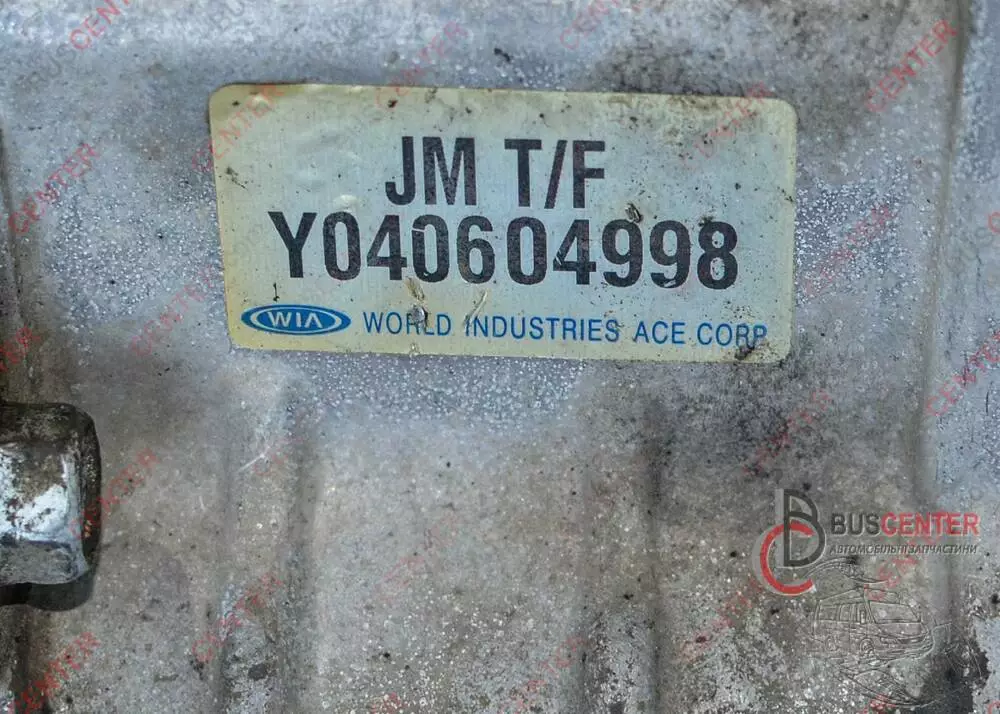 JM T/F
Y040604998
WIA WORLD INDUSTRIES ACE CORP
BUSCENTER
АВТОМОБІЛЬНІ ЗАПЧАСТИНИ